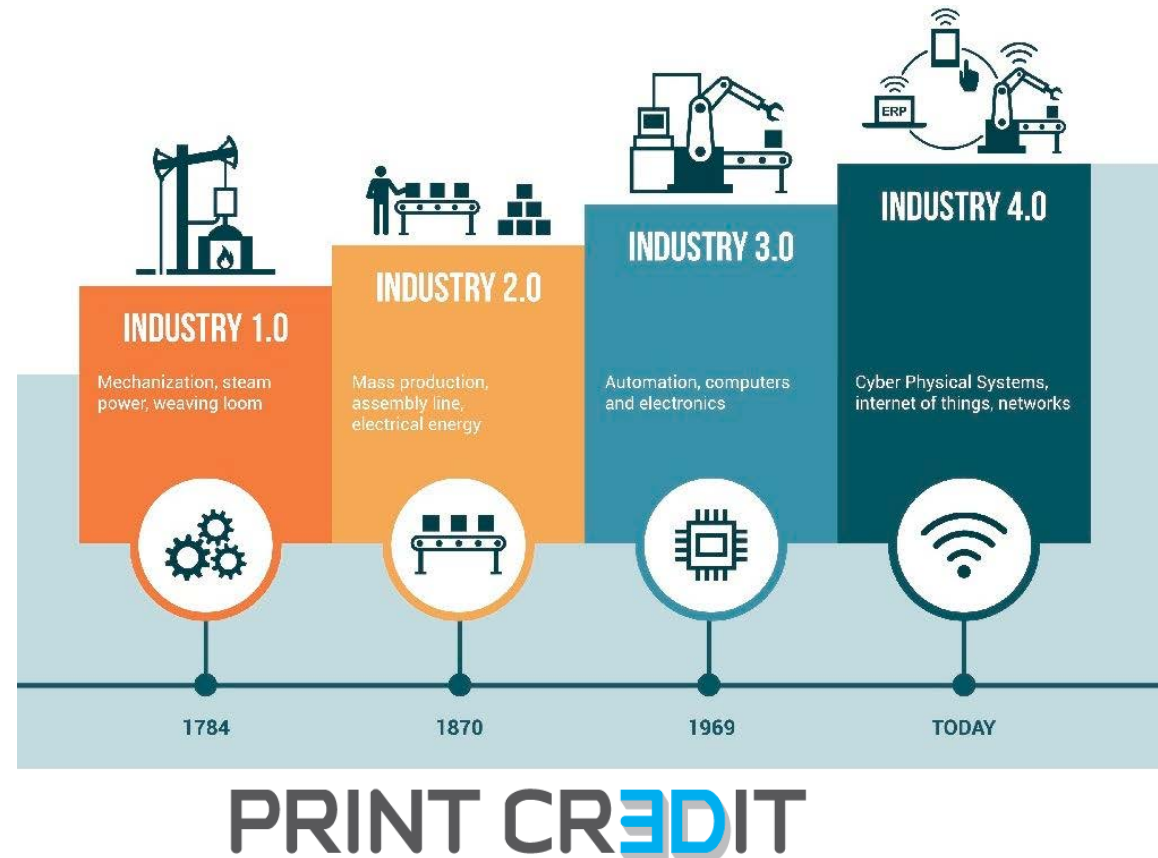 ERP
INDUSTRY 1.0
Mechanization, steam
power, weaving loom
INDUSTRY 2.0
Mass production,
assembly line,
electrical energy
INDUSTRY 3.0
Automation, computers
and electronics
INDUSTRY 4.0
Cyber Physical Systems,
internet of things, networks
1784
1870
1969
TODAY
PRINT CR3DIT